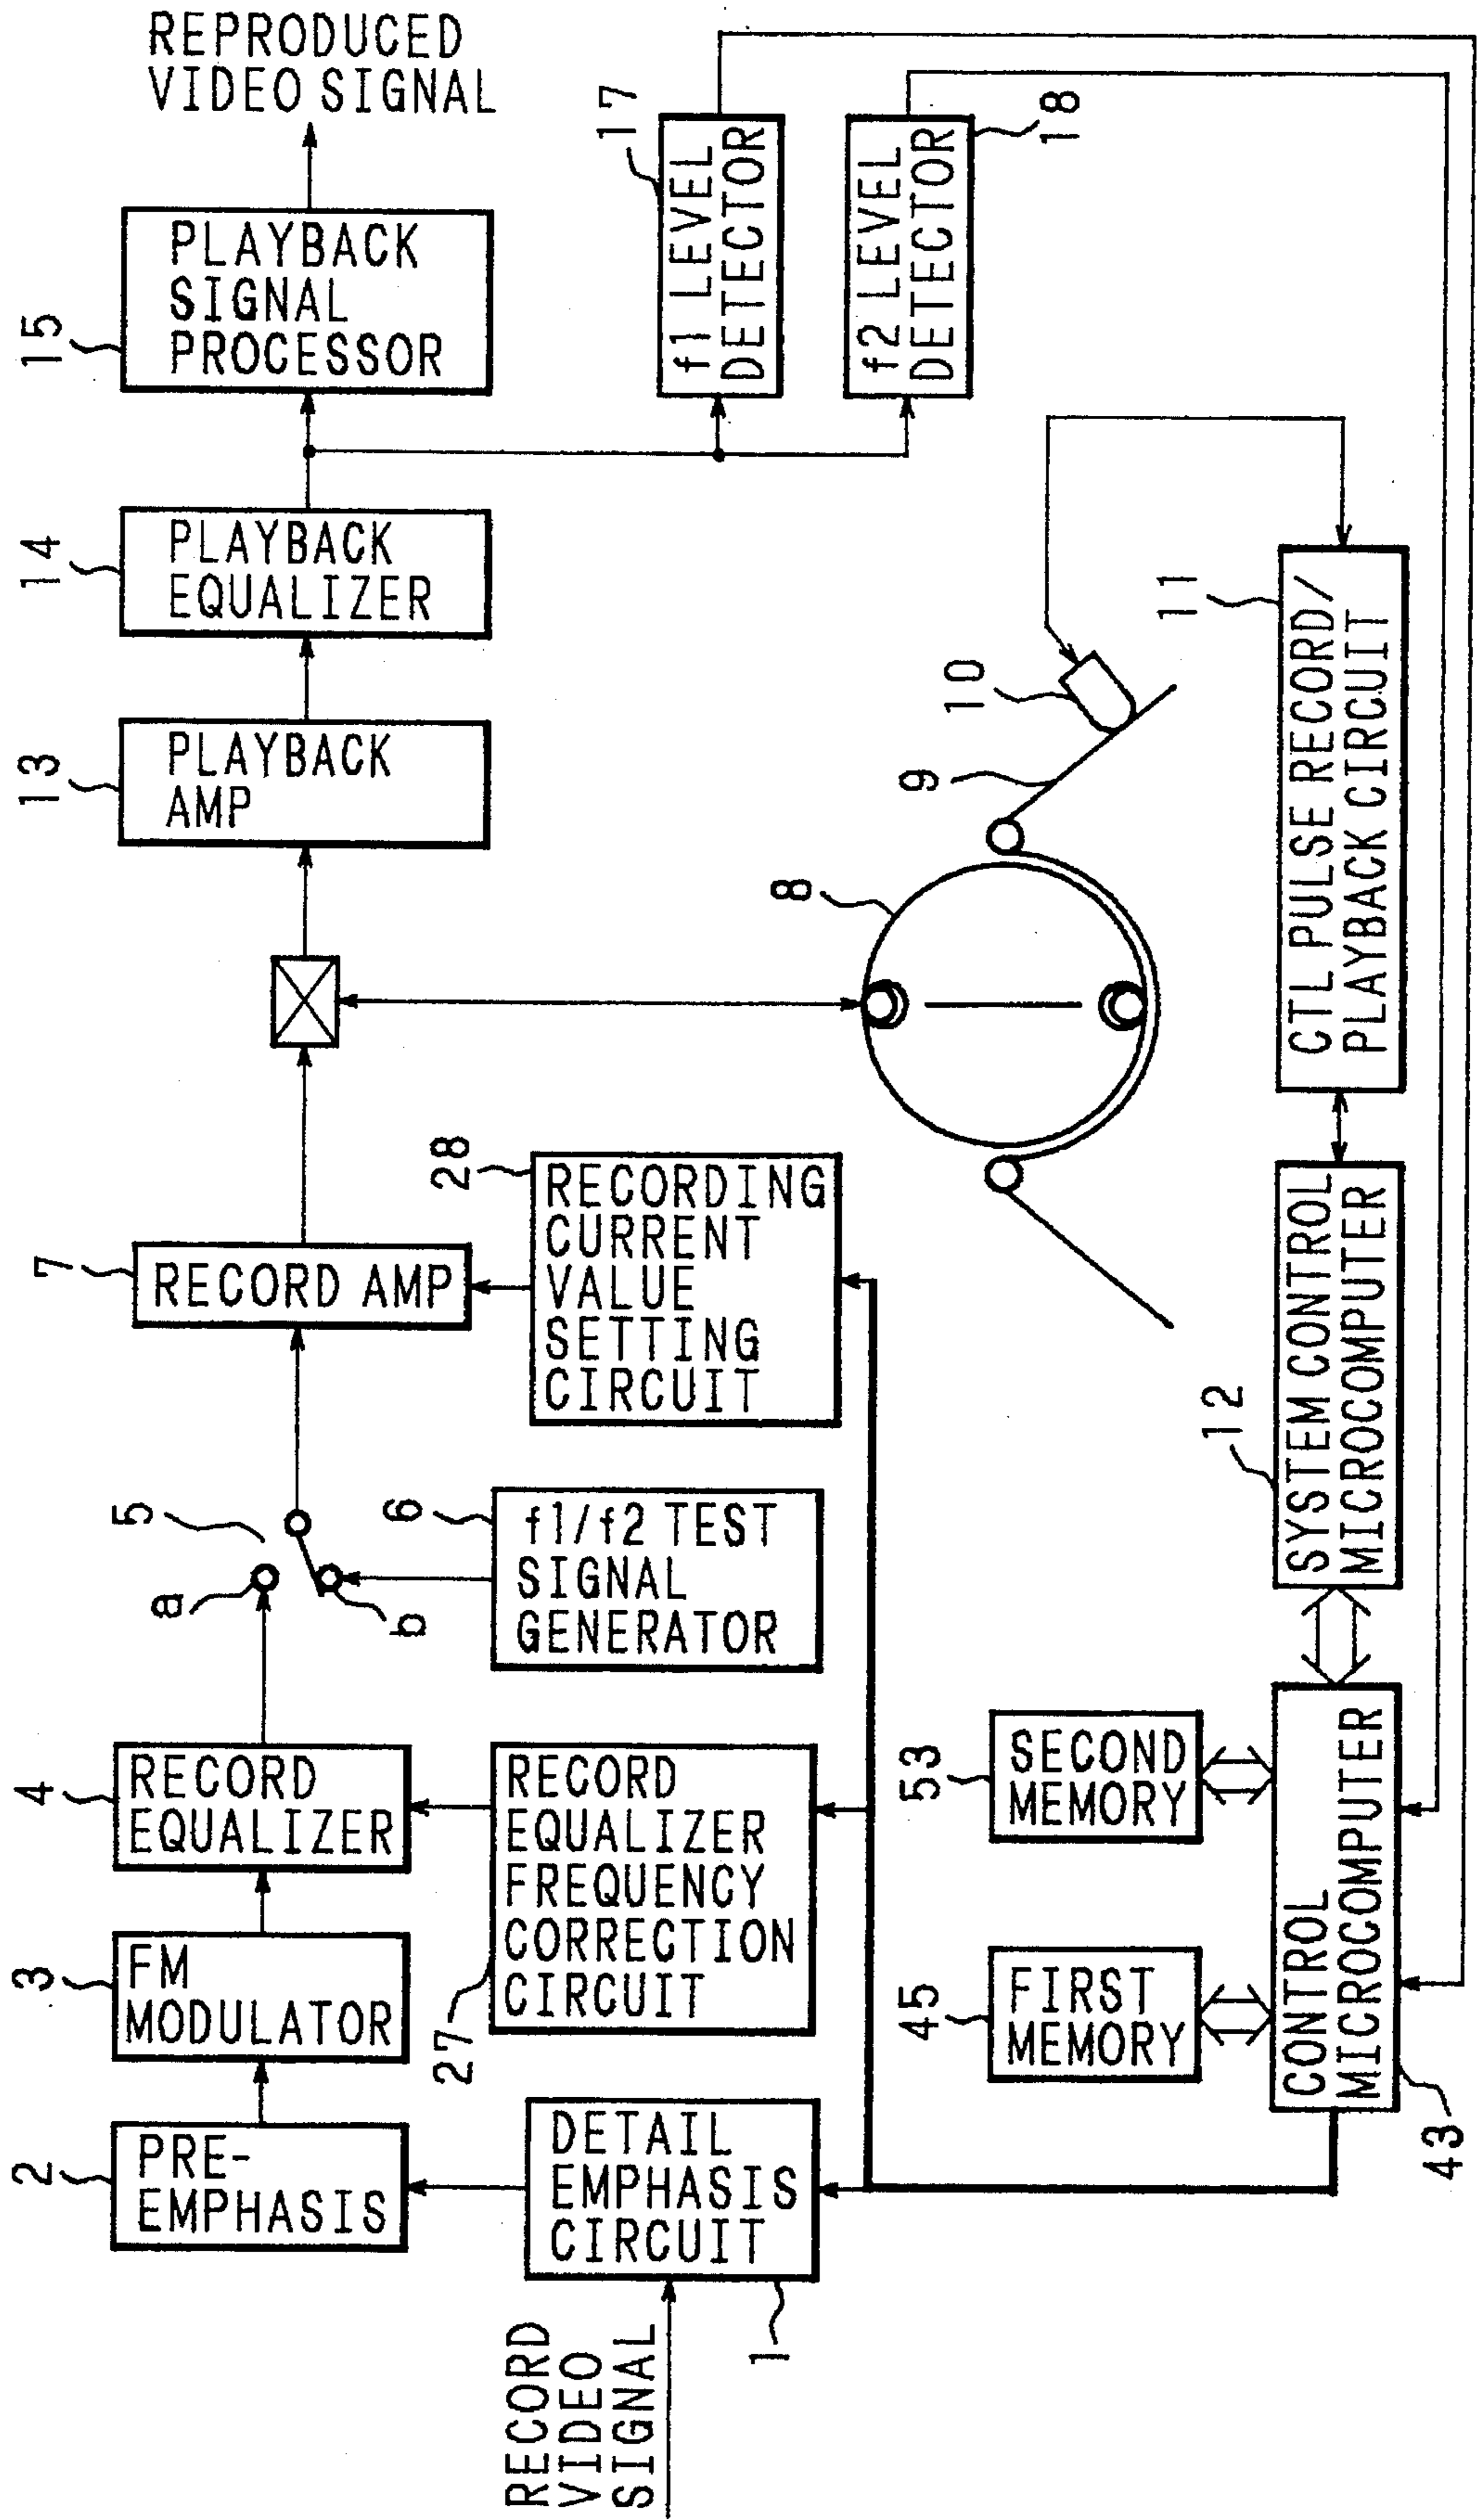 RECORD
VIDEO
SIGNAL
1
DETAIL
EMPHASIS
CIRCUIT
2
PRE-
EMPHASIS
3
FM
MODULATOR
4
RECORD
EQUALIZER
27
RECORD
EQUALIZER
FREQUENCY
CORRECTION
CIRCUIT
5
a
b
6
f1/f2 TEST
SIGNAL
GENERATOR
7
RECORD AMP
28
RECORDING
CURRENT
VALUE
SETTING
CIRCUIT
8
9
10
13
PLAYBACK
AMP
14
PLAYBACK
EQUALIZER
15
PLAYBACK
SIGNAL
PROCESSOR
REPRODUCED
VIDEO SIGNAL
17
f1 LEVEL
DETECTOR
f2 LEVEL
DETECTOR
18
45
FIRST
MEMORY
53
SECOND
MEMORY
CONTROL
MICROCOMPUTER
43
12
SYSTEM CONTROL
MICROCOMPUTER
11
CTL PULSE RECORD/
PLAYBACK CIRCUIT